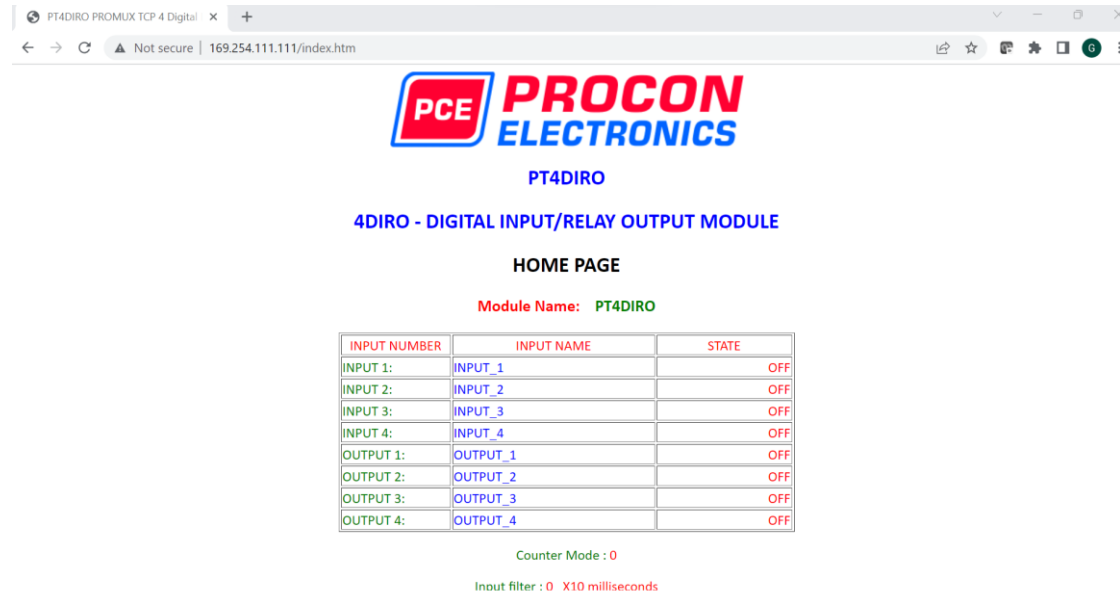 PT4DIRO PROMUX TCP 4 Digital
Not secure | 169.254.111.111/index.htm
G
PCE PROCON
ELECTRONICS
PT4DIRO
4DIRO - DIGITAL INPUT/RELAY OUTPUT MODULE
HOME PAGE
Module Name: PT4DIRO
INPUT NUMBER INPUT NAME STATE
INPUT 1: INPUT_1 OFF
INPUT 2: INPUT_2 OFF
INPUT 3: INPUT_3 OFF
INPUT 4: INPUT_4 OFF
OUTPUT 1: OUTPUT_1 OFF
OUTPUT 2: OUTPUT_2 OFF
OUTPUT 3: OUTPUT_3 OFF
OUTPUT 4: OUTPUT_4 OFF
Counter Mode : 0
Input filter : 0 X10 milliseconds